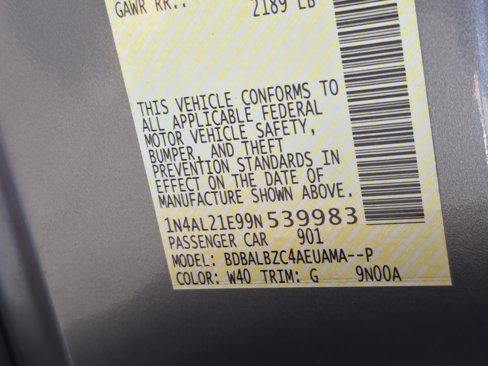 GAWR RR.: 2189 LB
THIS VEHICLE CONFORMS TO
ALL APPLICABLE FEDERAL
MOTOR VEHICLE SAFETY,
BUMPER, AND THEFT
PREVENTION STANDARDS IN
EFFECT ON THE DATE OF
MANUFACTURE SHOWN ABOVE.
1N4AL21E99N539983
PASSENGER CAR 901
MODEL: BDBALBZC4AEUAMA--P
COLOR: W40 TRIM: G 9N00A